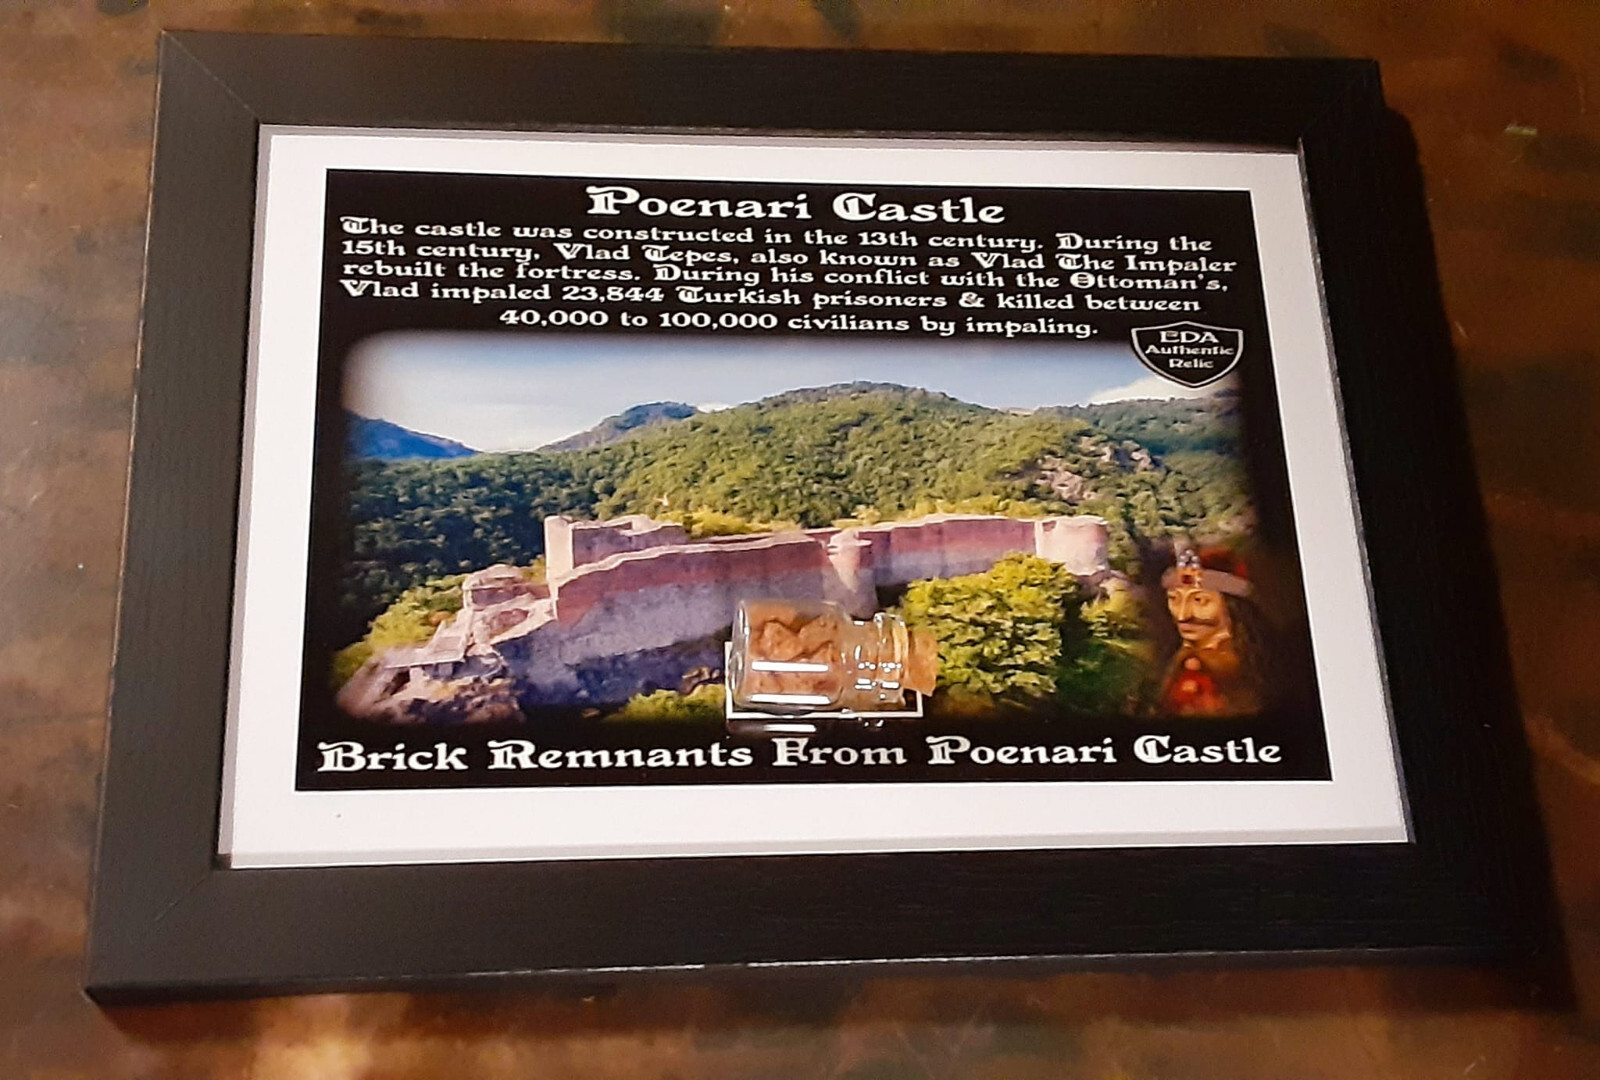 Poenari Castle
The castle was constructed in the 13th century. During the
15th century, Vlad Tepes, also known as Vlad The Impaler
rebuilt the fortress. During his conflict with the Ottoman's,
Vlad impaled 23,844 Turkish prisoners & killed between
40,000 to 100,000 civilians by impaling.
EDA
Authentic
Relic
Brick Remnants From Poenari Castle